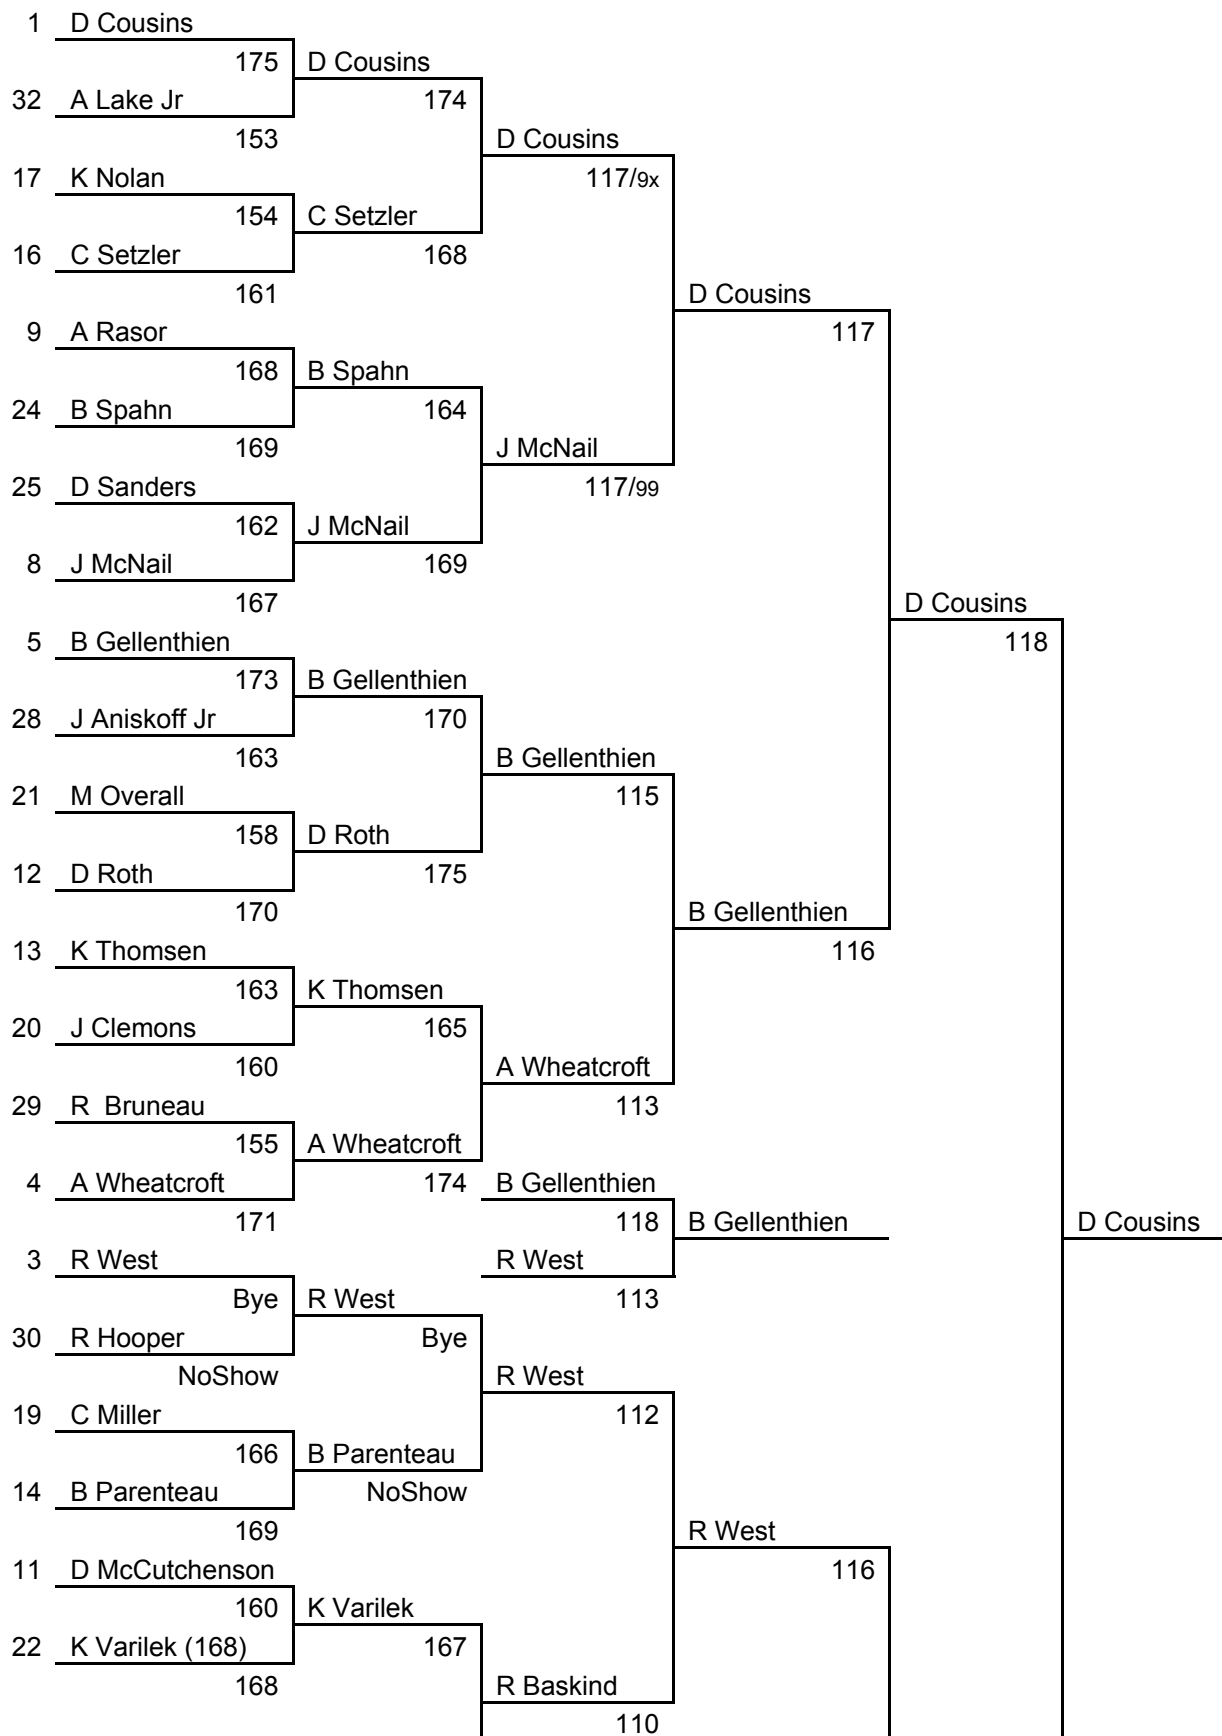 1 D Cousins
175 D Cousins
32 A Lake Jr 174
153 D Cousins
17 K Nolan 117/9x
154 C Setzler
16 C Setzler 168
161 D Cousins
9 A Rasor 117
168 B Spahn
24 B Spahn 164
169 J McNail
25 D Sanders 117/99
162 J McNail
8 J McNail 169
167 D Cousins
5 B Gellenthien 118
173 B Gellenthien
28 J Aniskoff Jr 170
163 B Gellenthien
21 M Overall 115
158 D Roth
12 D Roth 175
170 B Gellenthien
13 K Thomsen 116
163 K Thomsen
20 J Clemons 165
160 A Wheatcroft
29 R Bruneau 113
155 A Wheatcroft
4 A Wheatcroft 174 B Gellenthien
171 118 B Gellenthien D Cousins
3 R West R West
Bye R West 113
30 R Hooper Bye
NoShow R West
19 C Miller 112
166 B Parenteau
14 B Parenteau NoShow
169 R West
11 D McCutchenson 116
160 K Varilek
22 K Varilek (168) 167
168 R Baskind
110